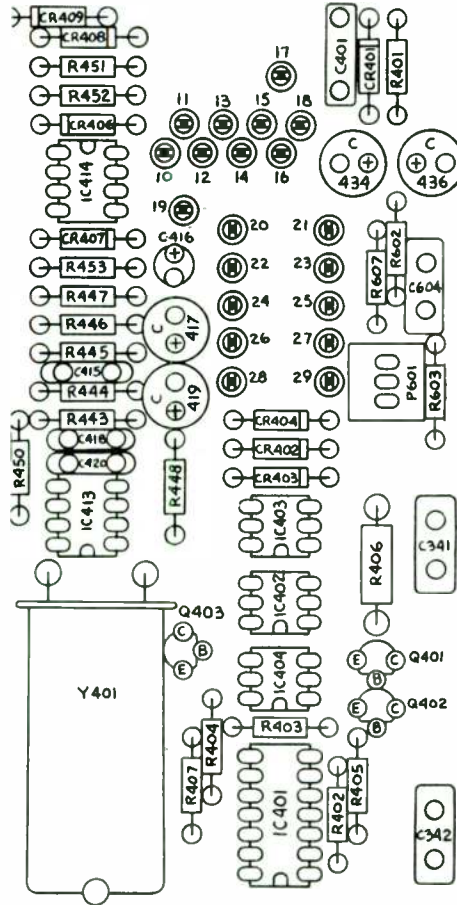 CR409
CR408
R451
R452
CR406
IC414
CR407
R453
R447
R446
R445
C415
R444
R443
C418
C420
R450
IC413
R448
C416
C 417
C 419
17
11 13 15 18
10 12 14 16
19
20 21
22 23
24 25
26 27
28 29
CR404
CR402
CR403
IC403
IC402
IC404
R403
IC401
C401
CR401
R401
C 434
C 436
R607
R602
C604
P601
R603
R406
C341
Q401
E C B
Q402
E C B
Q403
C B E
Y401
R407
R404
R402
R405
C342
+
+
+
+
+